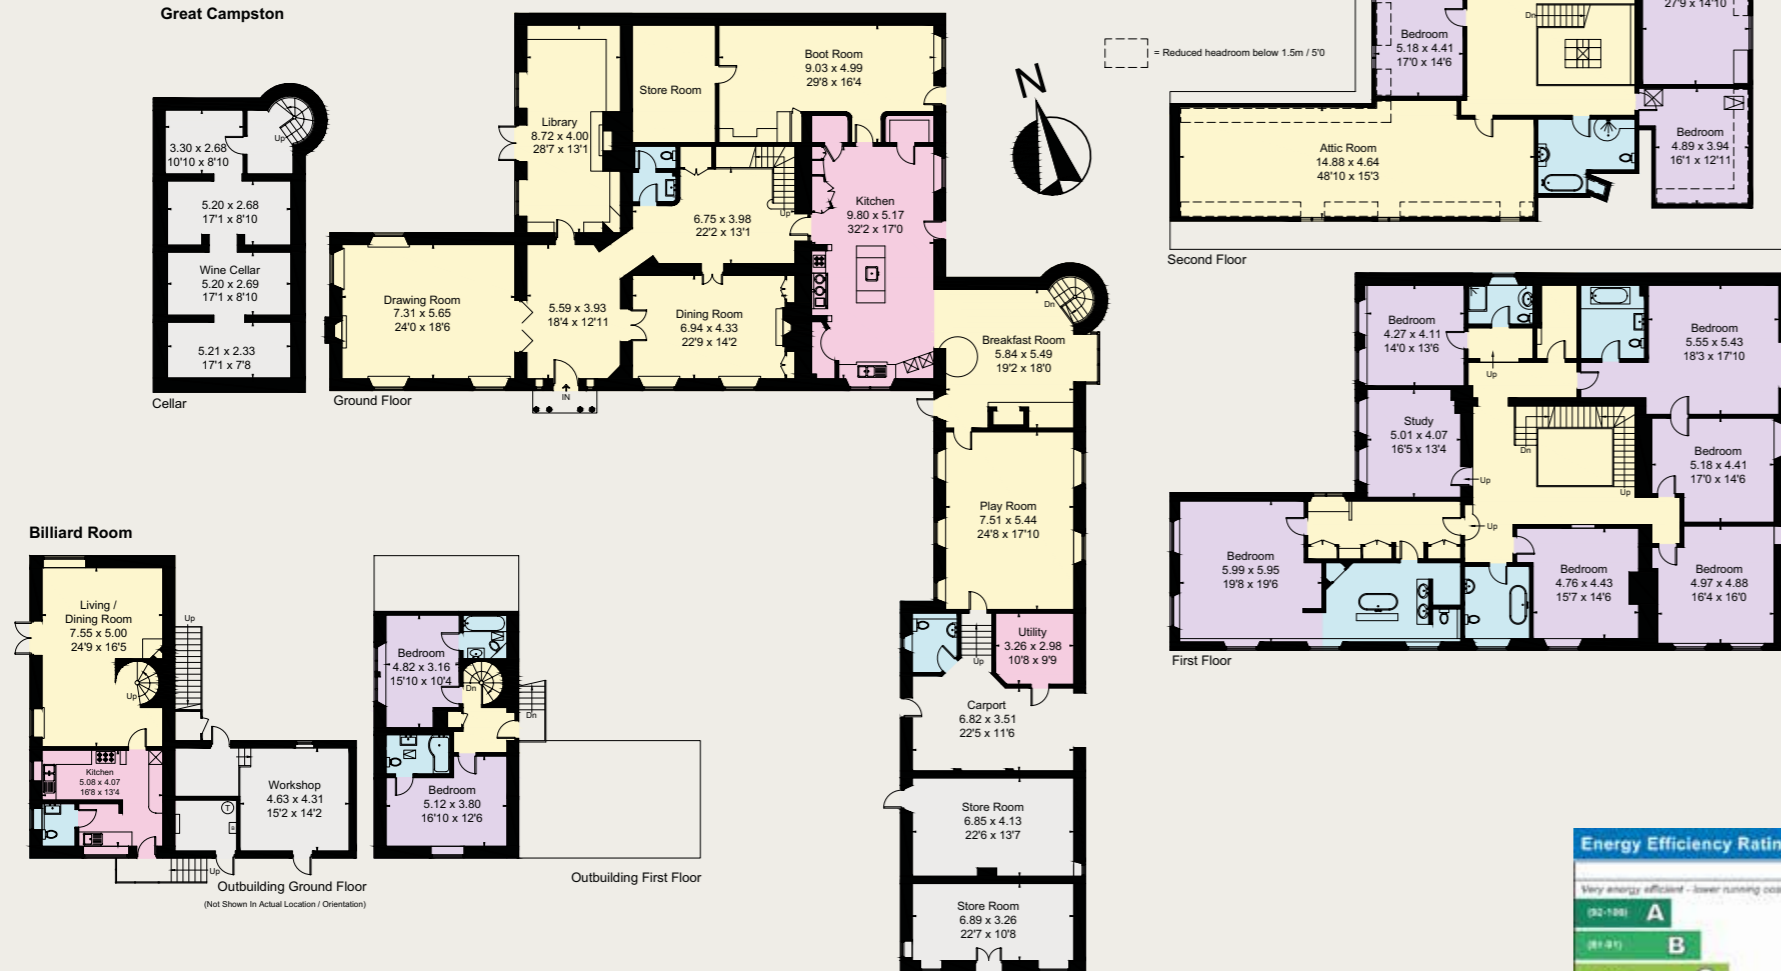 Great Campston
3.30 x 2.68
10'10 x 8'10
Up
5.20 x 2.68
17'1 x 8'10
Wine Cellar
5.20 x 2.69
17'1 x 8'10
5.21 x 2.33
17'1 x 7'8
Cellar
Library
8.72 x 4.00
28'7 x 13'1
Store Room
Boot Room
9.03 x 4.99
29'8 x 16'4
6.75 x 3.98
22'2 x 13'1
Up
Kitchen
9.80 x 5.17
32'2 x 17'0
Drawing Room
7.31 x 5.65
24'0 x 18'6
5.59 x 3.93
18'4 x 12'11
Dining Room
6.94 x 4.33
22'9 x 14'2
IN
Ground Floor
Dn
Breakfast Room
5.84 x 5.49
19'2 x 18'0
Play Room
7.51 x 5.44
24'8 x 17'10
Up
Utility
3.26 x 2.98
10'8 x 9'9
Carport
6.82 x 3.51
22'5 x 11'6
Store Room
6.85 x 4.13
22'6 x 13'7
Store Room
6.89 x 3.26
22'7 x 10'8
N
= Reduced headroom below 1.5m / 5'0
Bedroom
5.18 x 4.41
17'0 x 14'6
Dn
27'9 x 14'10
Attic Room
14.88 x 4.64
48'10 x 15'3
Bedroom
4.89 x 3.94
16'1 x 12'11
Second Floor
Bedroom
4.27 x 4.11
14'0 x 13'6
Up
Bedroom
5.55 x 5.43
18'3 x 17'10
Study
5.01 x 4.07
16'5 x 13'4
Dn
Up
Up
Up
Bedroom
5.18 x 4.41
17'0 x 14'6
Bedroom
5.99 x 5.95
19'8 x 19'6
Bedroom
4.76 x 4.43
15'7 x 14'6
Bedroom
4.97 x 4.88
16'4 x 16'0
First Floor
Billiard Room
Living /
Dining Room
7.55 x 5.00
24'9 x 16'5
Up
Up
Kitchen
5.08 x 4.07
16'8 x 13'4
Workshop
4.63 x 4.31
15'2 x 14'2
T
Up
Outbuilding Ground Floor
(Not Shown In Actual Location / Orientation)
Bedroom
4.82 x 3.16
15'10 x 10'4
Dn
Dn
Bedroom
5.12 x 3.80
16'10 x 12'6
Outbuilding First Floor
Energy Efficiency Ratin
Very energy efficient - lower running cos
(92-100) A
(81-91) B